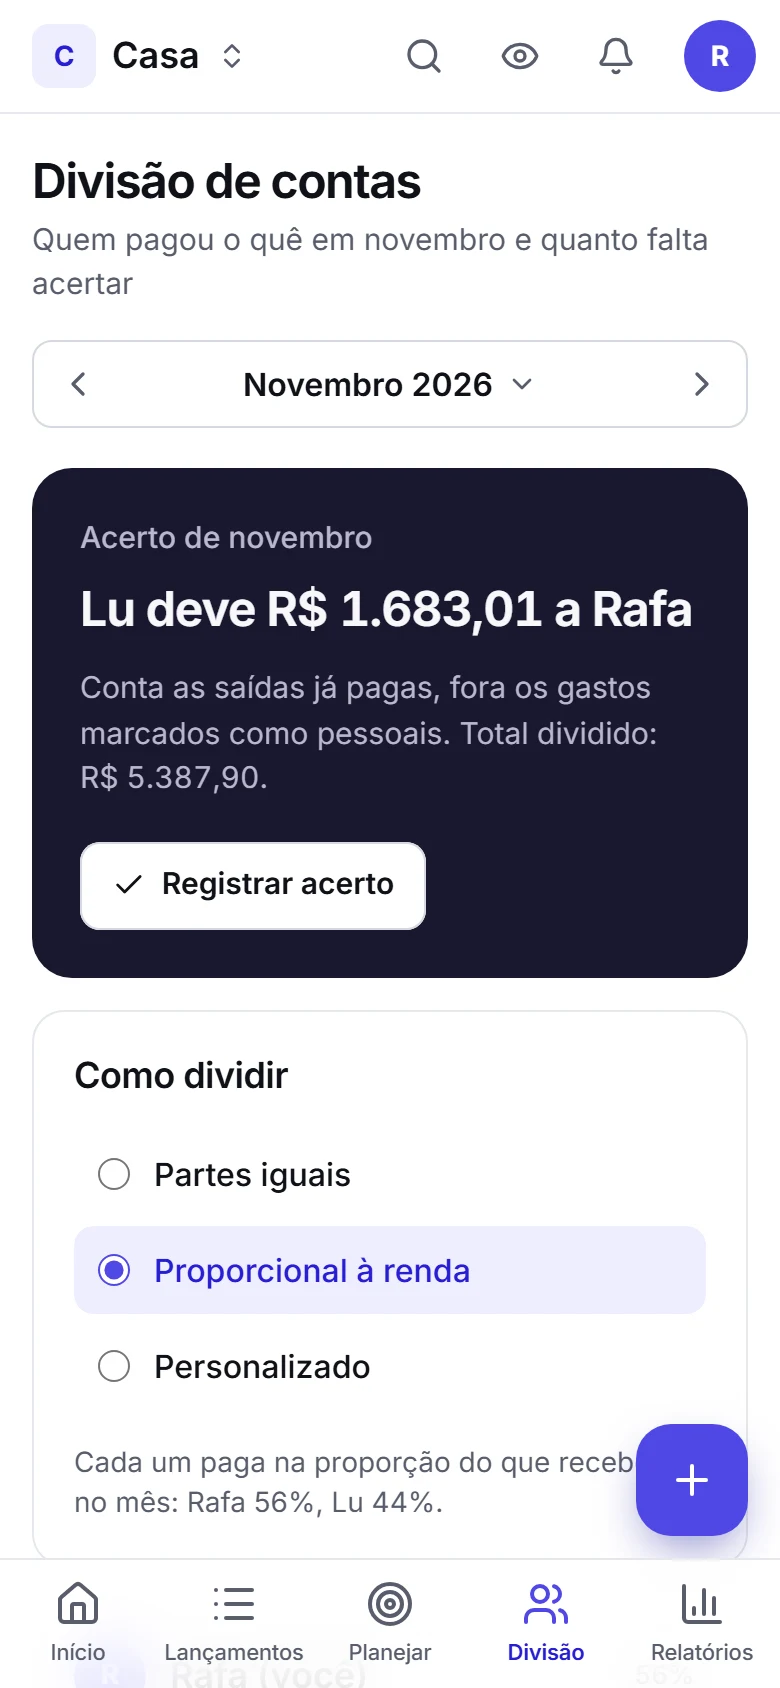 C Casa R
Divisão de contas
Quem pagou o quê em novembro e quanto falta
acertar
Novembro 2026
Acerto de novembro
Lu deve R$ 1.683,01 a Rafa
Conta as saídas já pagas, fora os gastos
marcados como pessoais. Total dividido:
R$ 5.387,90.
Registrar acerto
Como dividir
Partes iguais
Proporcional à renda
Personalizado
Cada um paga na proporção do que receb
no mês: Rafa 56%, Lu 44%.
Início Lançamentos Planejar Divisão Relatórios
R Rafa (você) 56%